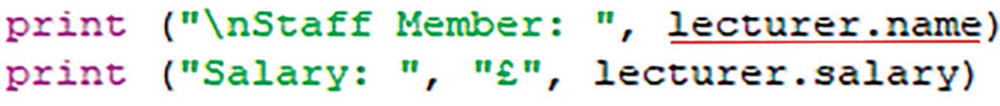 print ("\nStaff Member: ", lecturer.name)
print ("Salary: ", "£", lecturer.salary)